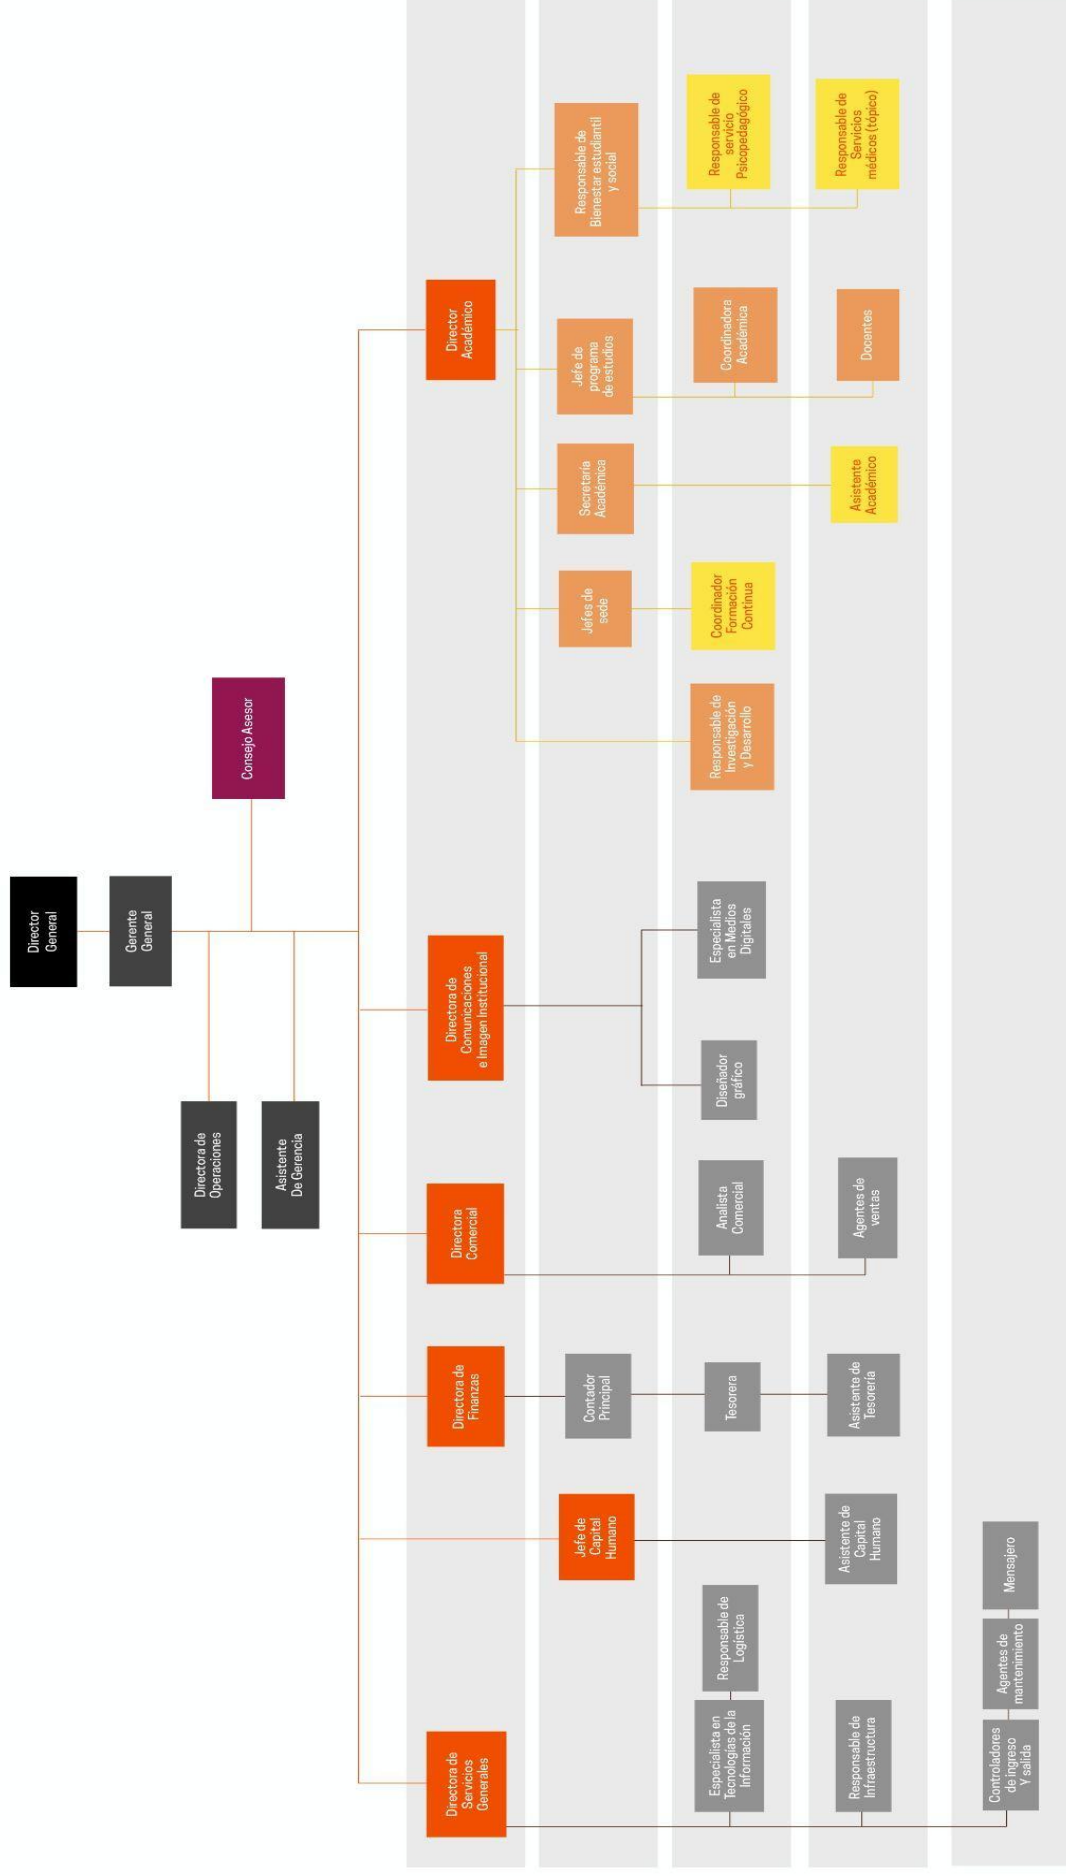 Director
General
Gerente
General
Consejo Asesor
Directora de
Operaciones
Asistente
De Gerencia
Directora de
Servicios
Generales
Directora de
Finanzas
Directora
Comercial
Directora de
Comunicaciones
e Imagen Institucional
Director
Académico
Jefe de
Capital
Humano
Contador
Principal
Jefes de
sede
Secretaría
Académica
Jefe de
programa
de estudios
Responsable de
Bienestar estudiantil
y social
Especialista en
Tecnologías de la
Información
Responsable de
Logística
Tesorera
Analista
Comercial
Diseñador
gráfico
Especialista
en Medios
Digitales
Responsable de
Investigación
y Desarrollo
Coordinador
Formación
Continua
Coordinadora
Académica
Responsable de
servicio
Psicopedagógico
Responsable de
Infraestructura
Asistente de
Capital
Humano
Asistente de
Tesorería
Agentes de
ventas
Asistente
Académico
Docentes
Responsable de
Servicios
médicos (tópico)
Controladores
de ingreso
Y salida
Agentes de
mantenimiento
Mensajero